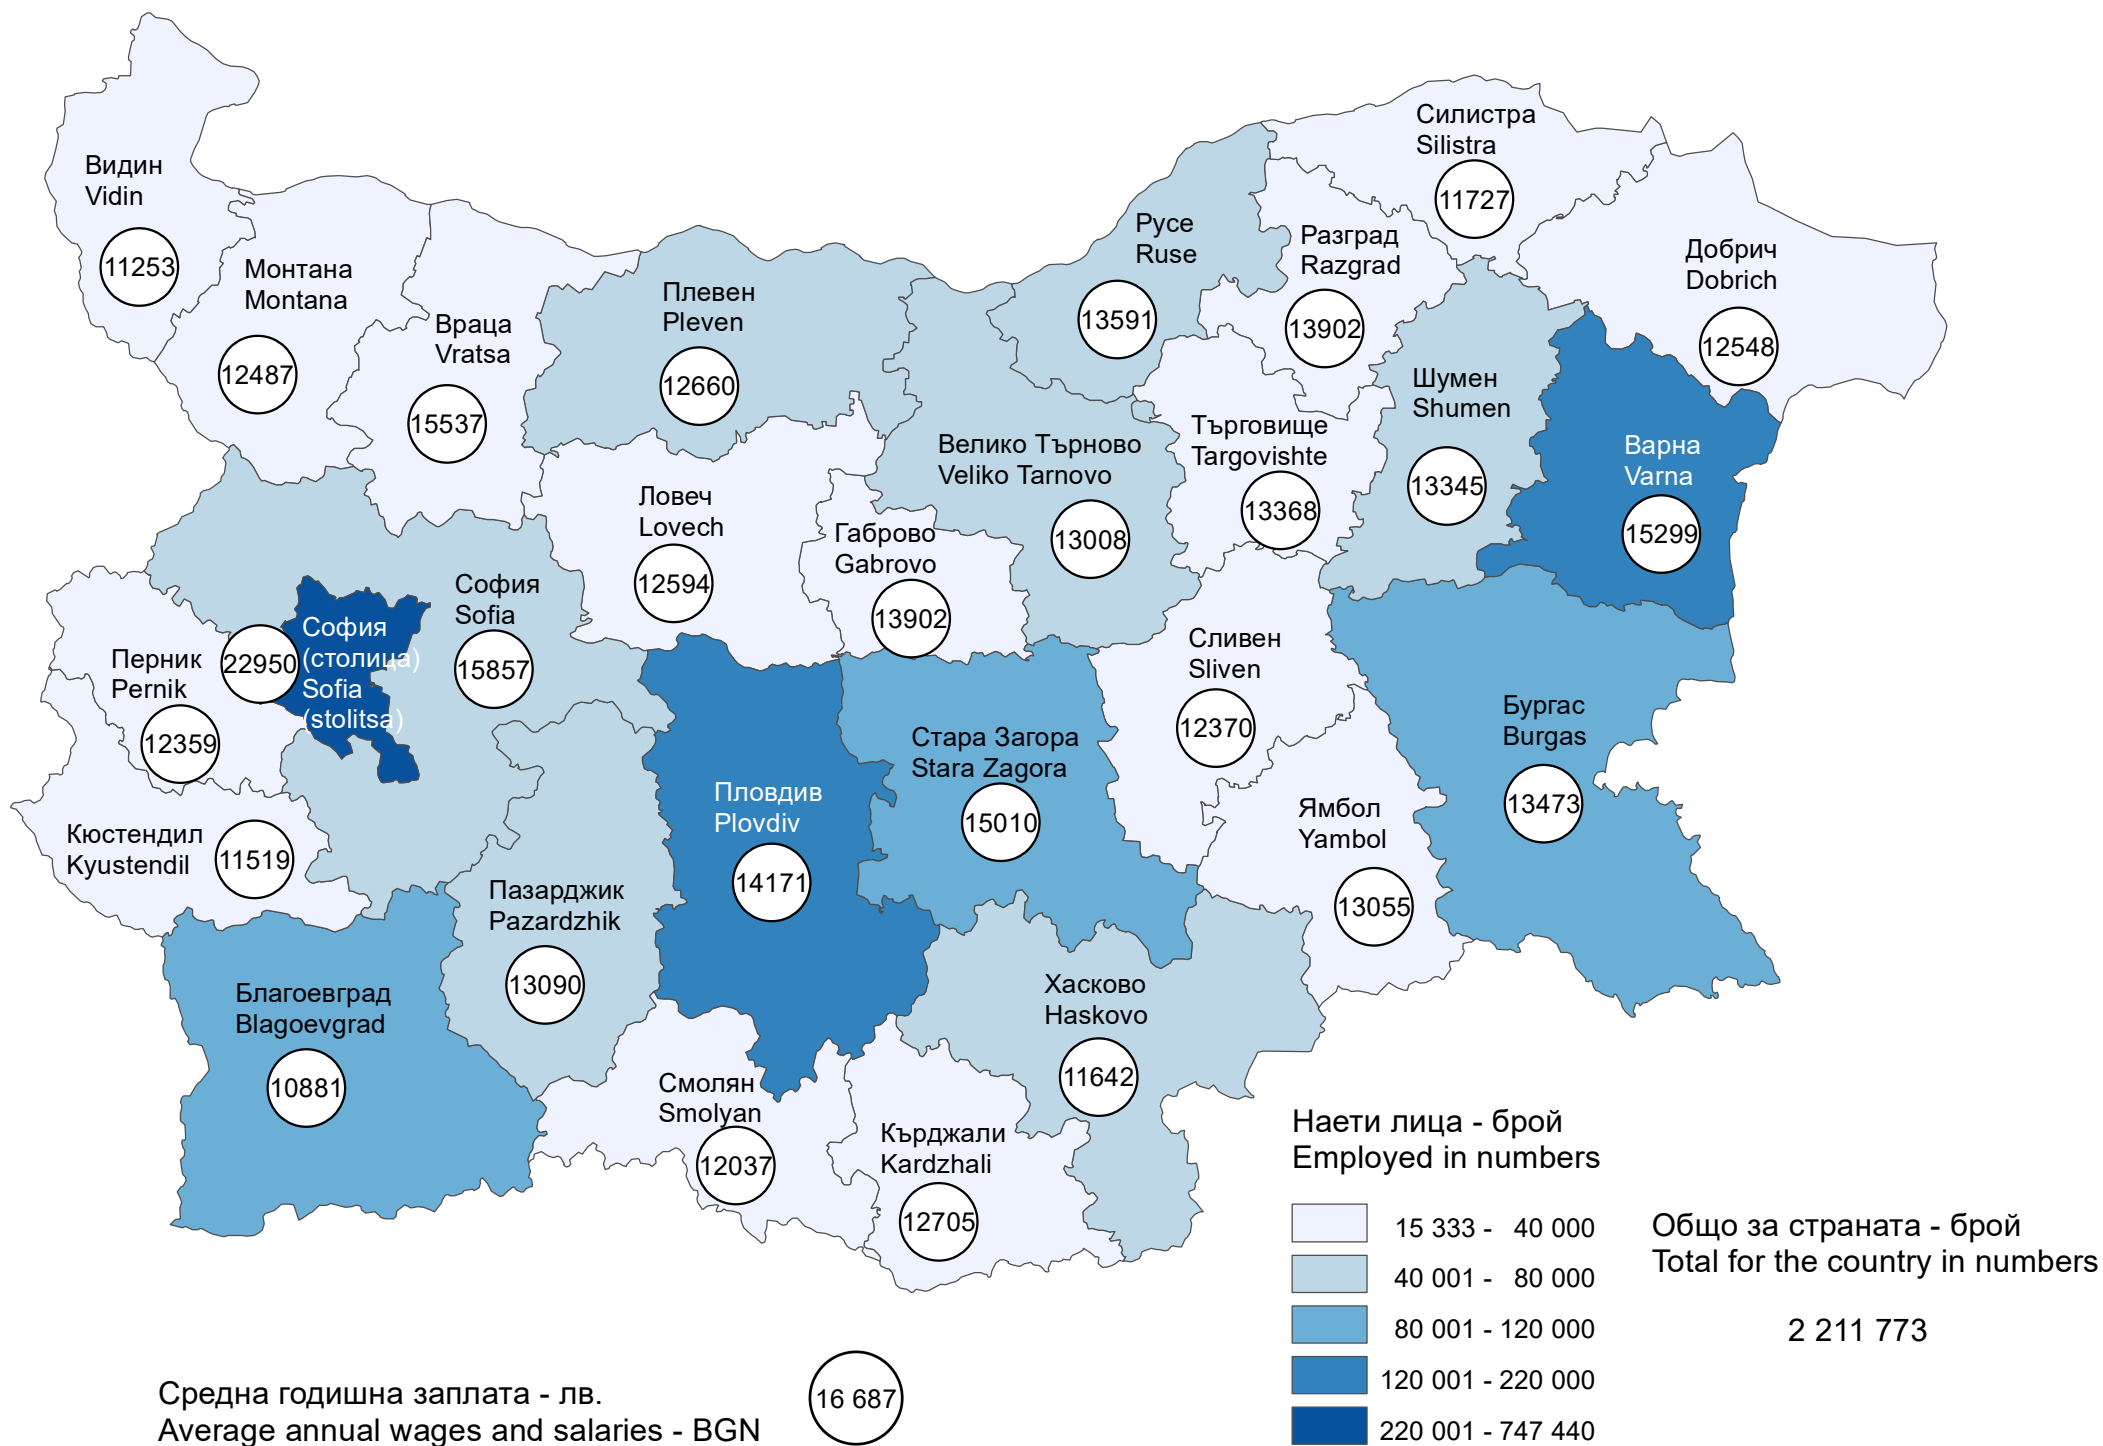 Видин
Vidin
11253
Монтана
Montana
12487
Враца
Vratsa
15537
Плевен
Pleven
12660
Ловеч
Lovech
12594
Габрово
Gabrovo
13902
Велико Търново
Veliko Tarnovo
13008
Русе
Ruse
13591
Разград
Razgrad
13902
Силистра
Silistra
11727
Добрич
Dobrich
12548
Търговище
Targovishte
13368
Шумен
Shumen
13345
Варна
Varna
15299
София
Sofia
15857
София
(столица)
Sofia
(stolitsa)
22950
Перник
Pernik
12359
Кюстендил
Kyustendil
11519
Благоевград
Blagoevgrad
10881
Пазарджик
Pazardzhik
13090
Пловдив
Plovdiv
14171
Стара Загора
Stara Zagora
15010
Сливен
Sliven
12370
Ямбол
Yambol
13055
Бургас
Burgas
13473
Хасково
Haskovo
11642
Смолян
Smolyan
12037
Кърджали
Kardzhali
12705
Наети лица - брой
Employed in numbers
15 333 - 40 000
40 001 - 80 000
80 001 - 120 000
120 001 - 220 000
220 001 - 747 440
Общо за страната - брой
Total for the country in numbers
2 211 773
Средна годишна заплата - лв.
Average annual wages and salaries - BGN
16 687